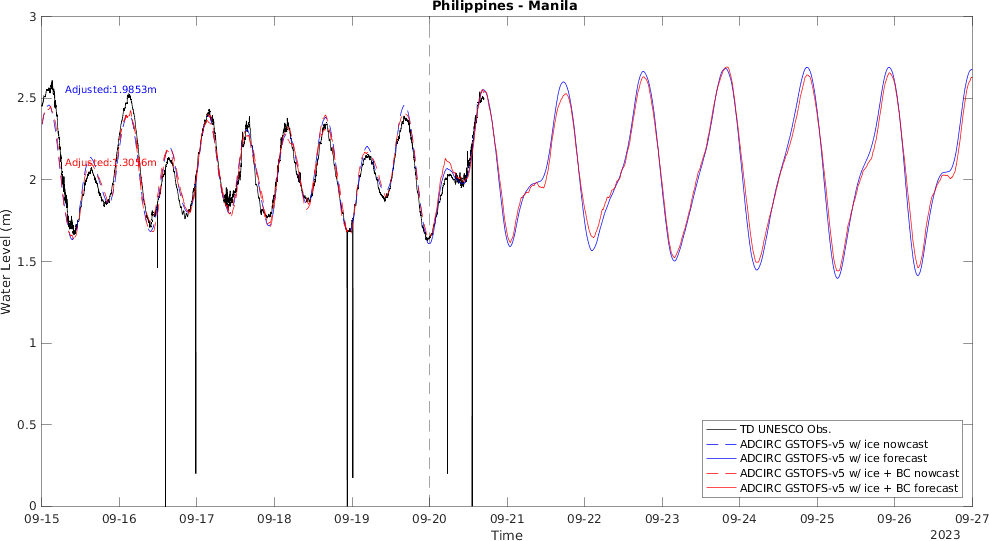 Philippines - Manila
3
2.5
2
1.5
1
0.5
0
Water Level (m)
Adjusted:1.9853m
Adjusted:1.3056m
TD UNESCO Obs.
ADCIRC GSTOFS-v5 w/ ice nowcast
ADCIRC GSTOFS-v5 w/ ice forecast
ADCIRC GSTOFS-v5 w/ ice + BC nowcast
ADCIRC GSTOFS-v5 w/ ice + BC forecast
09-15 09-16 09-17 09-18 09-19 09-20 09-21 09-22 09-23 09-24 09-25 09-26 09-27
Time
2023